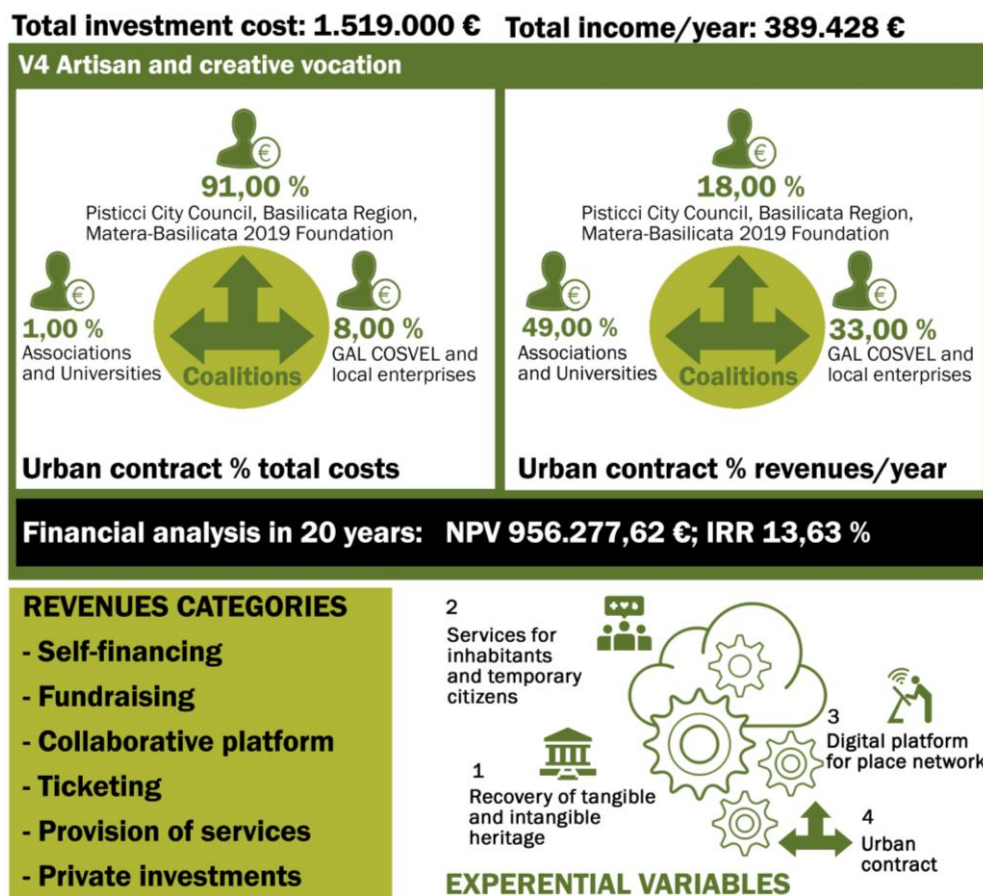 Total investment cost: 1.519.000 €
Total income/year: 389.428 €
V4 Artisan and creative vocation
91,00 %
Pisticci City Council, Basilicata Region,
Matera-Basilicata 2019 Foundation
1,00 %
Associations
and Universities
8,00 %
GAL COSVEL and
local enterprises
Coalitions
Urban contract % total costs
18,00 %
Pisticci City Council, Basilicata Region,
Matera-Basilicata 2019 Foundation
49,00 %
Associations
and Universities
33,00 %
GAL COSVEL and
local enterprises
Coalitions
Urban contract % revenues/year
Financial analysis in 20 years: NPV 956.277,62 €; IRR 13,63 %
REVENUES CATEGORIES
- Self-financing
- Fundraising
- Collaborative platform
- Ticketing
- Provision of services
- Private investments
2
Services for
inhabitants
and temporary
citizens
3
Digital platform
for place network
1
Recovery of tangible
and intangible
heritage
4
Urban
contract
EXPERENTIAL VARIABLES